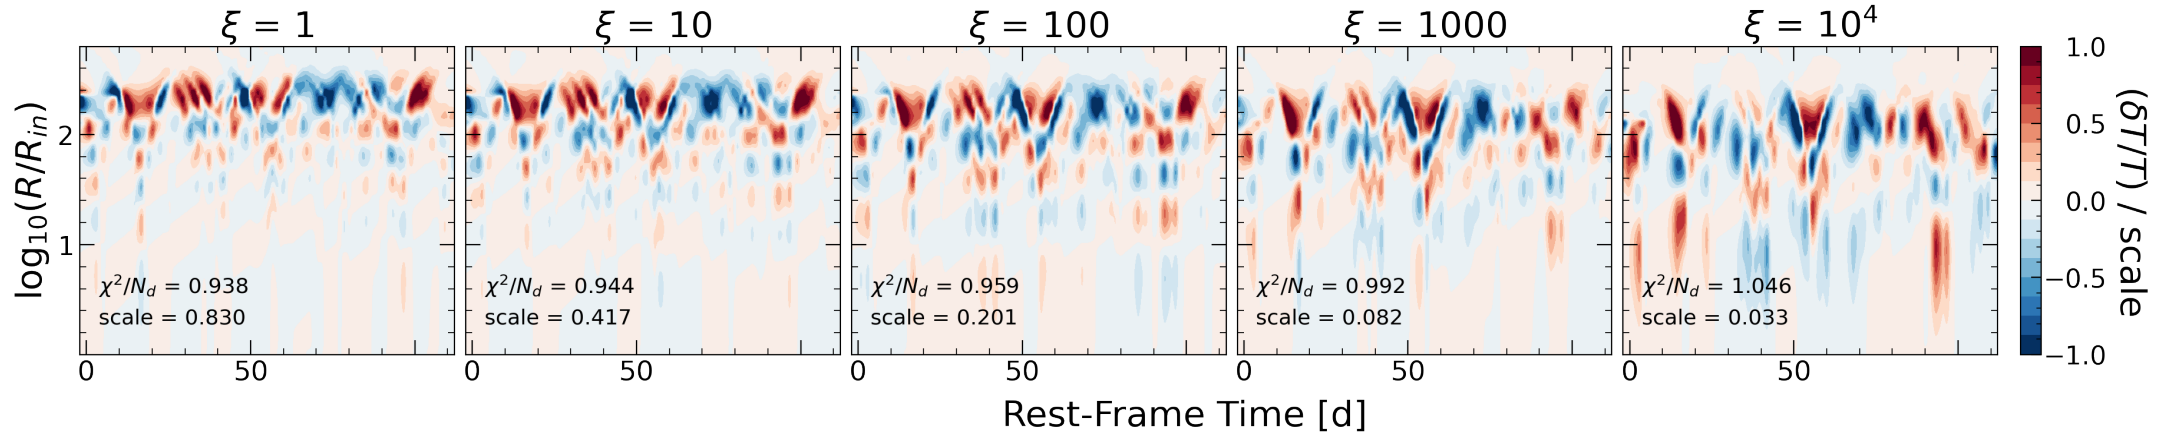 ξ = 1
ξ = 10
ξ = 100
ξ = 1000
ξ = 10⁴
log₁₀(R/R_in)
2
1
χ²/N_d = 0.938
scale = 0.830
χ²/N_d = 0.944
scale = 0.417
χ²/N_d = 0.959
scale = 0.201
χ²/N_d = 0.992
scale = 0.082
χ²/N_d = 1.046
scale = 0.033
0 50
0 50
0 50
0 50
0 50
Rest-Frame Time [d]
1.0
0.5
0.0
−0.5
−1.0
(δT/T) / scale